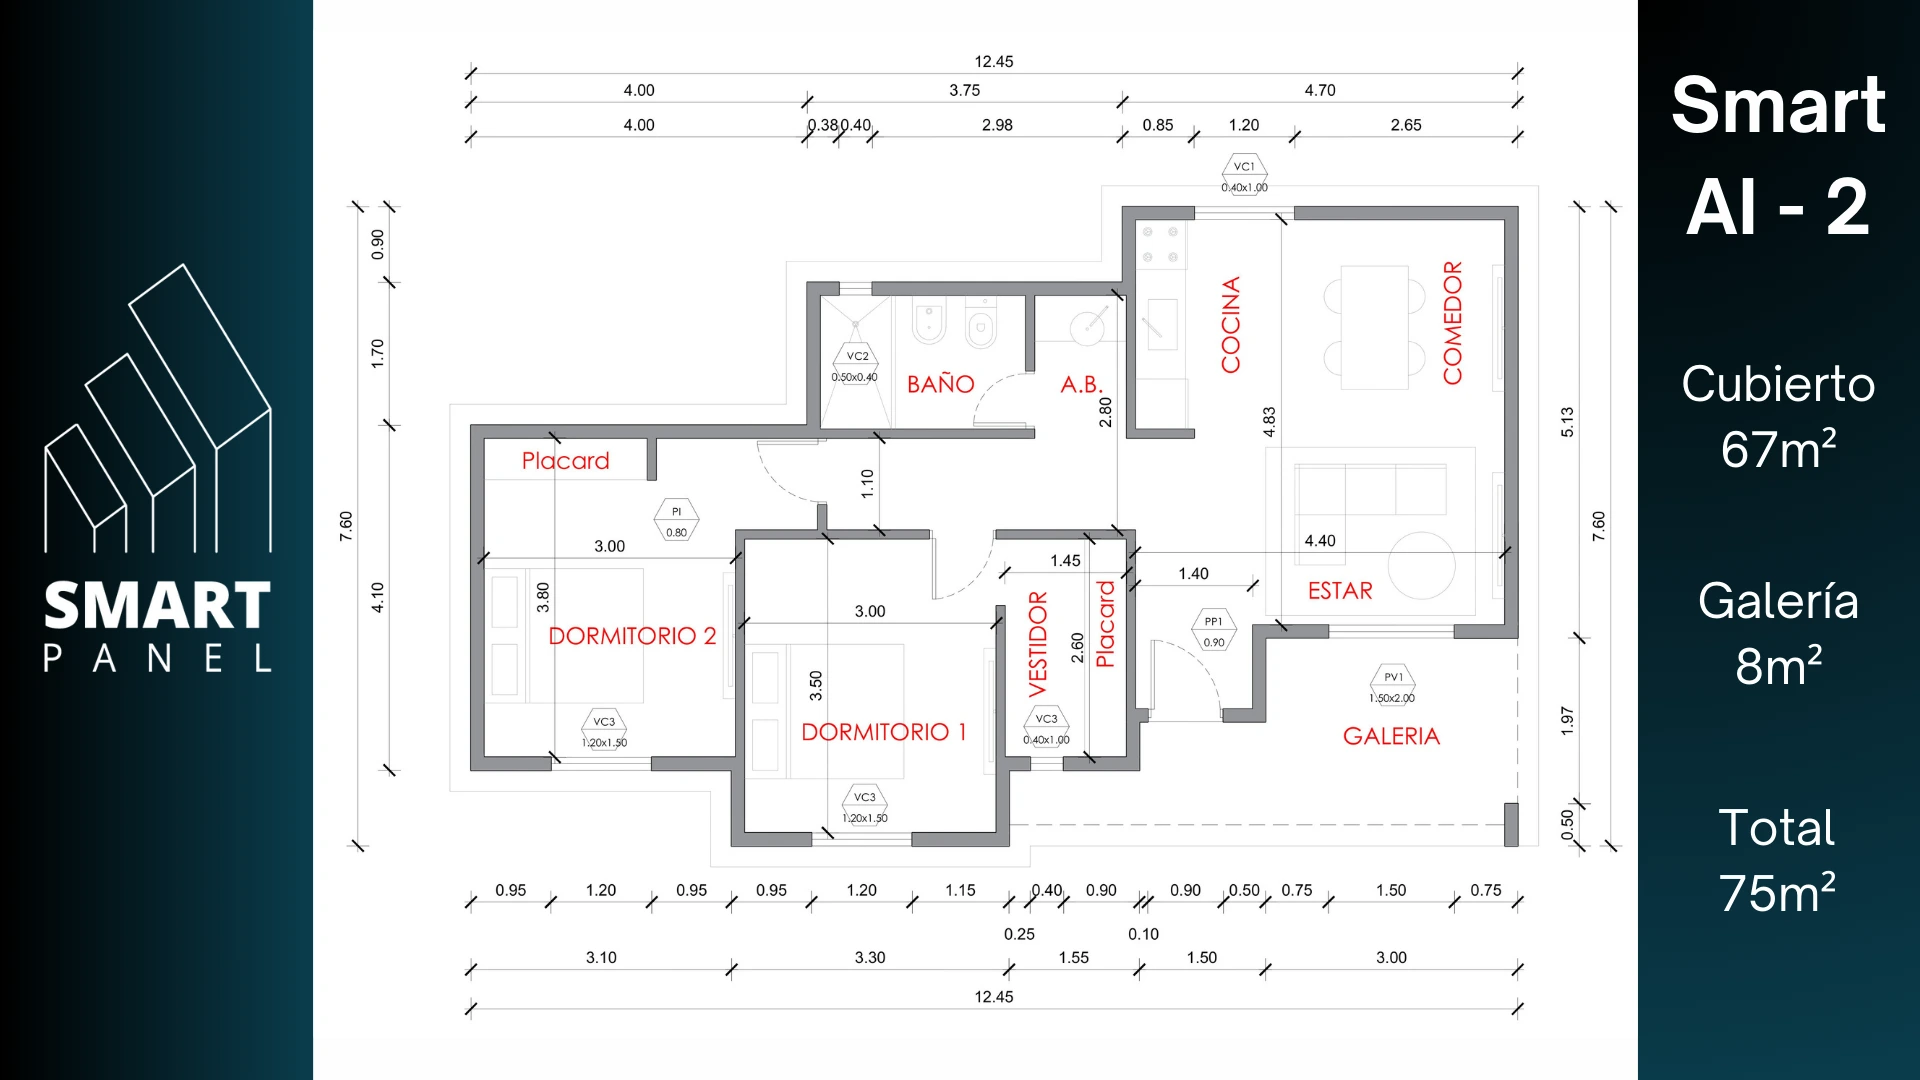 SMART
PANEL
12.45
4.00
3.75
4.70
4.00
0.38
0.40
2.98
0.85
1.20
2.65
VC1
0.40x1.00
0.90
1.70
4.10
7.60
VC2
0.50x0.40
BAÑO
A.B.
2.80
COCINA
4.83
COMEDOR
5.13
7.60
1.97
0.50
Placard
PI
0.80
1.10
3.00
3.80
DORMITORIO 2
VC3
1.20x1.50
3.00
3.50
DORMITORIO 1
VC3
1.20x1.50
1.45
VESTIDOR
2.60
Placard
VC3
0.40x1.00
1.40
4.40
ESTAR
PP1
0.90
PV1
1.50x2.00
GALERIA
0.95
1.20
0.95
0.95
1.20
1.15
0.40
0.90
0.90
0.50
0.75
1.50
0.75
0.25
0.10
3.10
3.30
1.55
1.50
3.00
12.45
Smart
AI - 2
Cubierto
67m²
Galería
8m²
Total
75m²